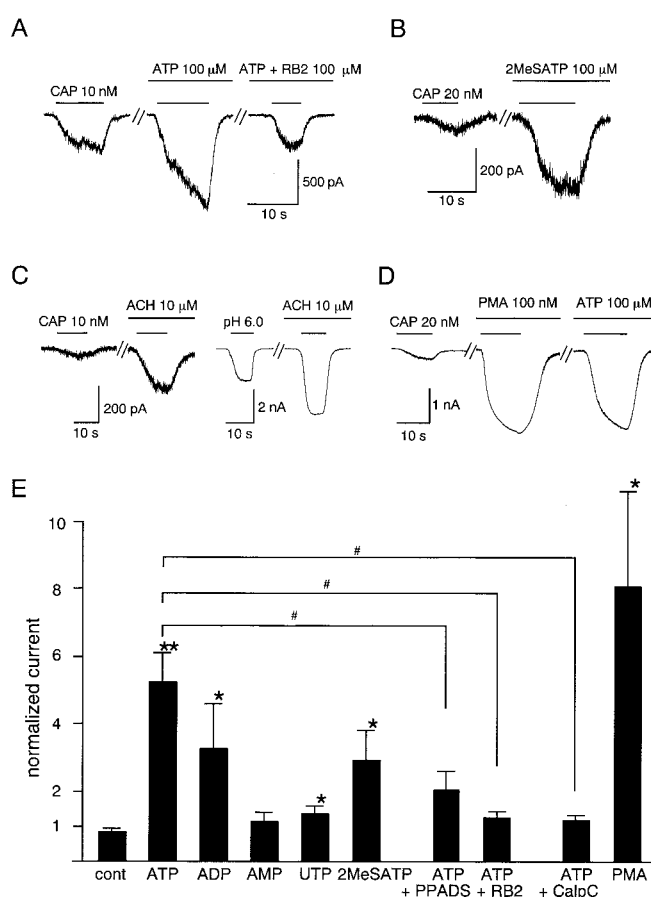 A
B
ATP 100 μM
ATP + RB2 100 μM
CAP 10 nM
500 pA
10 s
2MeSATP 100 μM
CAP 20 nM
200 pA
10 s
C
D
ACH 10 μM
CAP 10 nM
200 pA
10 s
ACH 10 μM
pH 6.0
2 nA
10 s
PMA 100 nM
ATP 100 μM
CAP 20 nM
1 nA
10 s
E
normalized current
10
8
6
4
2
1
#
#
#
**
*
*
*
*
cont
ATP
ADP
AMP
UTP
2MeSATP
ATP
+ PPADS
ATP
+ RB2
ATP
+ CalpC
PMA